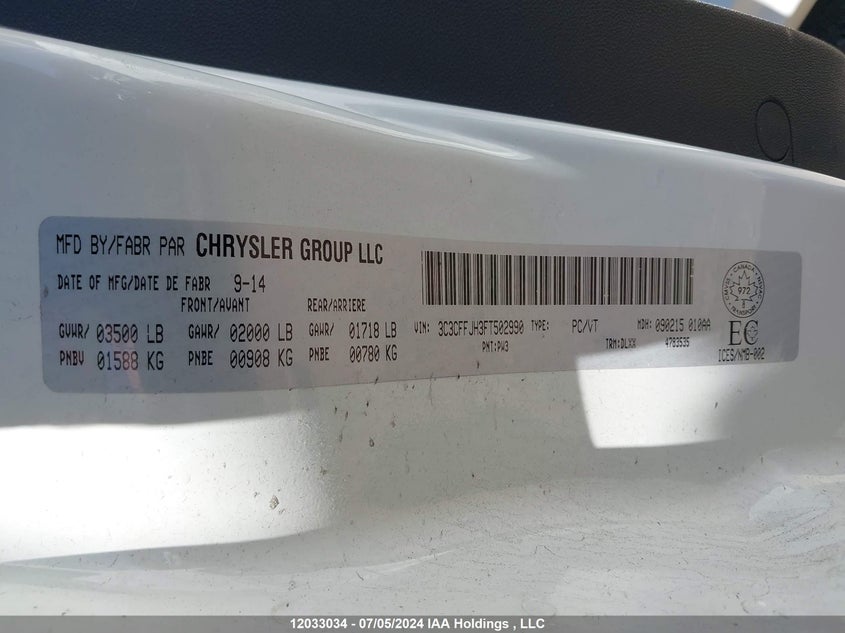 MFD BY/FABR PAR CHRYSLER GROUP LLC
DATE OF MFG/DATE DE FABR 9-14
FRONT/AVANT REAR/ARRIERE
GVWR/ 03500 LB GAWR/ 02000 LB GAWR/ 01718 LB
PNBV 01588 KG PNBE 00908 KG PNBE 00780 KG
VIN: 3C3CFFJH3FT502990 TYPE: PC/VT MDH: 090215 010AA
PNT:PW3 TRM:DLXX 4783535
CANADA
972
TRANSPORT
EC
ICES/NMB-002
12033034 - 07/05/2024 IAA Holdings , LLC